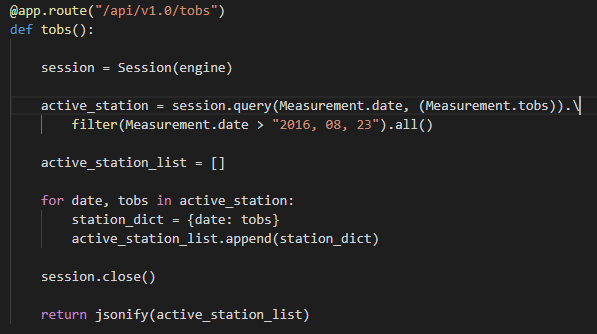 @app.route("/api/v1.0/tobs")
def tobs():
session = Session(engine)
active_station = session.query(Measurement.date, (Measurement.tobs)).\
filter(Measurement.date > "2016, 08, 23").all()
active_station_list = []
for date, tobs in active_station:
station_dict = {date: tobs}
active_station_list.append(station_dict)
session.close()
return jsonify(active_station_list)